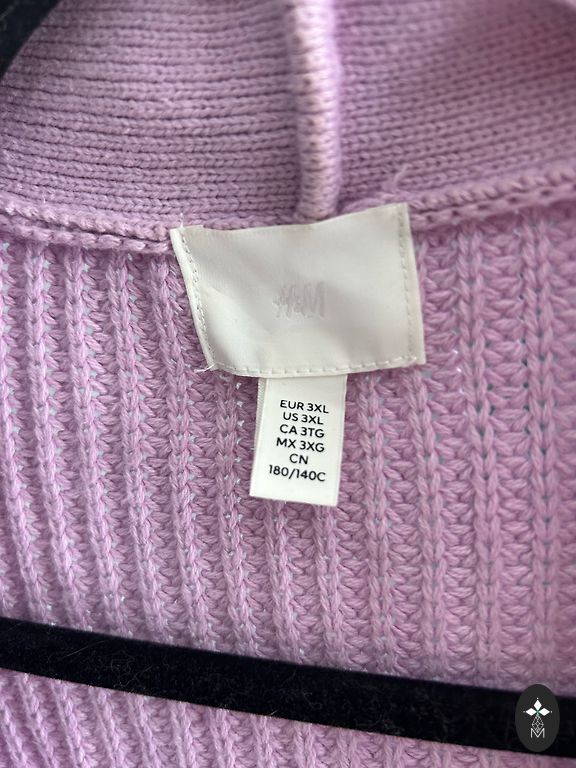 H&M
EUR 3XL
US 3XL
CA 3TG
MX 3XG
CN
180/140C
M